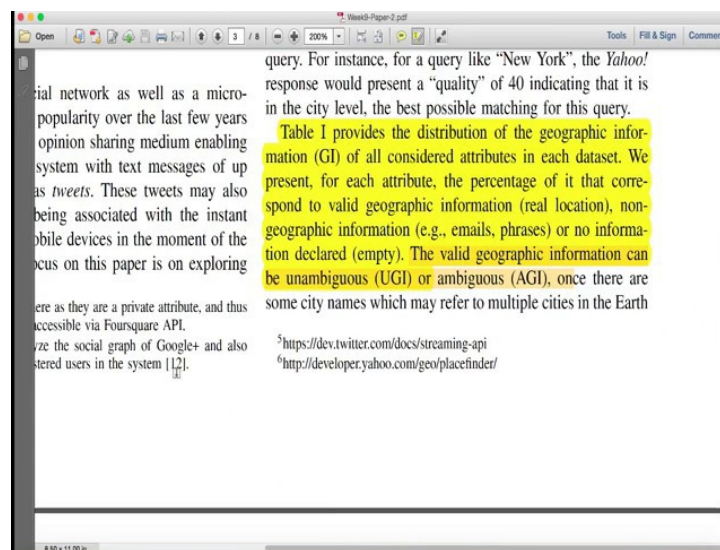 Week9-Paper-2.pdf
Open 3 / 8 200% Tools Fill & Sign Comment
cial network as well as a micro-
popularity over the last few years
opinion sharing medium enabling
system with text messages of up
as tweets. These tweets may also
being associated with the instant
obile devices in the moment of the
ocus on this paper is on exploring
ere as they are a private attribute, and thus
accessible via Foursquare API.
yze the social graph of Google+ and also
stered users in the system [12].
query. For instance, for a query like “New York”, the Yahoo!
response would present a “quality” of 40 indicating that it is
in the city level, the best possible matching for this query.
Table I provides the distribution of the geographic infor-
mation (GI) of all considered attributes in each dataset. We
present, for each attribute, the percentage of it that corre-
spond to valid geographic information (real location), non-
geographic information (e.g., emails, phrases) or no informa-
tion declared (empty). The valid geographic information can
be unambiguous (UGI) or ambiguous (AGI), once there are
some city names which may refer to multiple cities in the Earth
5https://dev.twitter.com/docs/streaming-api
6http://developer.yahoo.com/geo/placefinder/
8.50 x 11.00 in